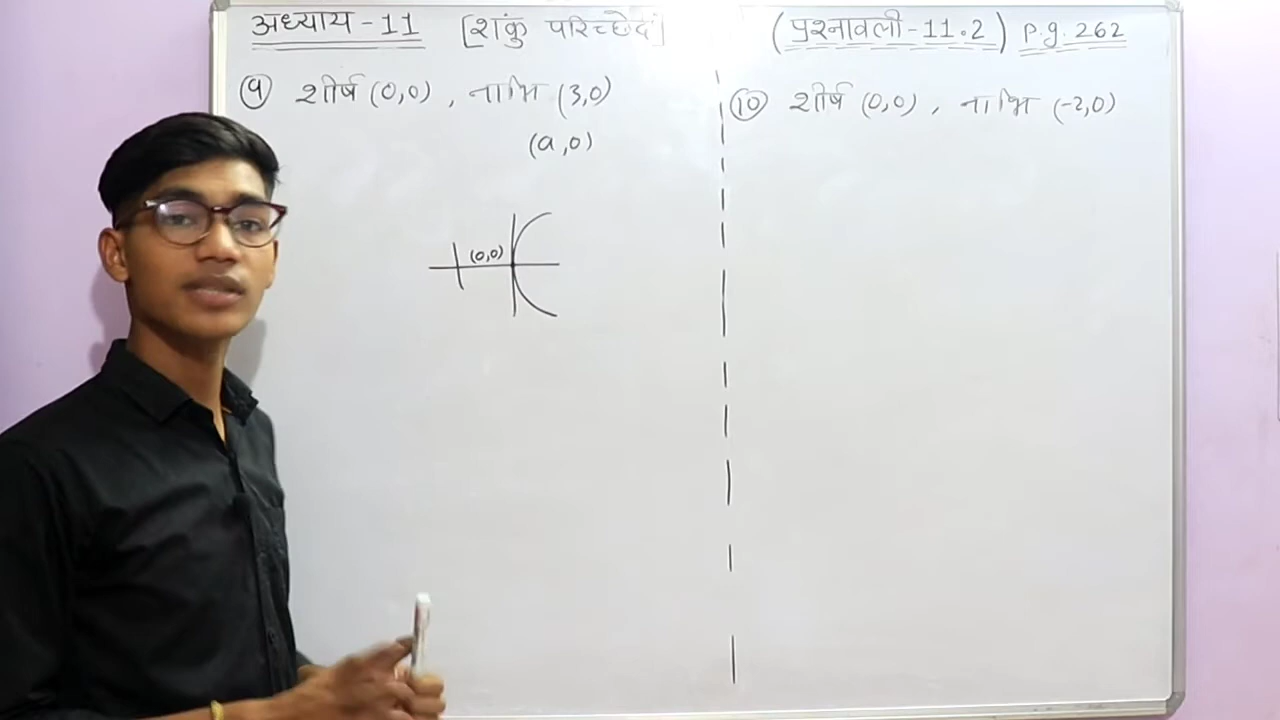 अध्याय - 11 [शंकु परिच्छेद] (प्रश्नावली - 11.2) P.g. 262
9 शीर्ष (0,0) , नाभि (3,0)
(a,0)
(0,0)
10 शीर्ष (0,0) , नाभि (-2,0)